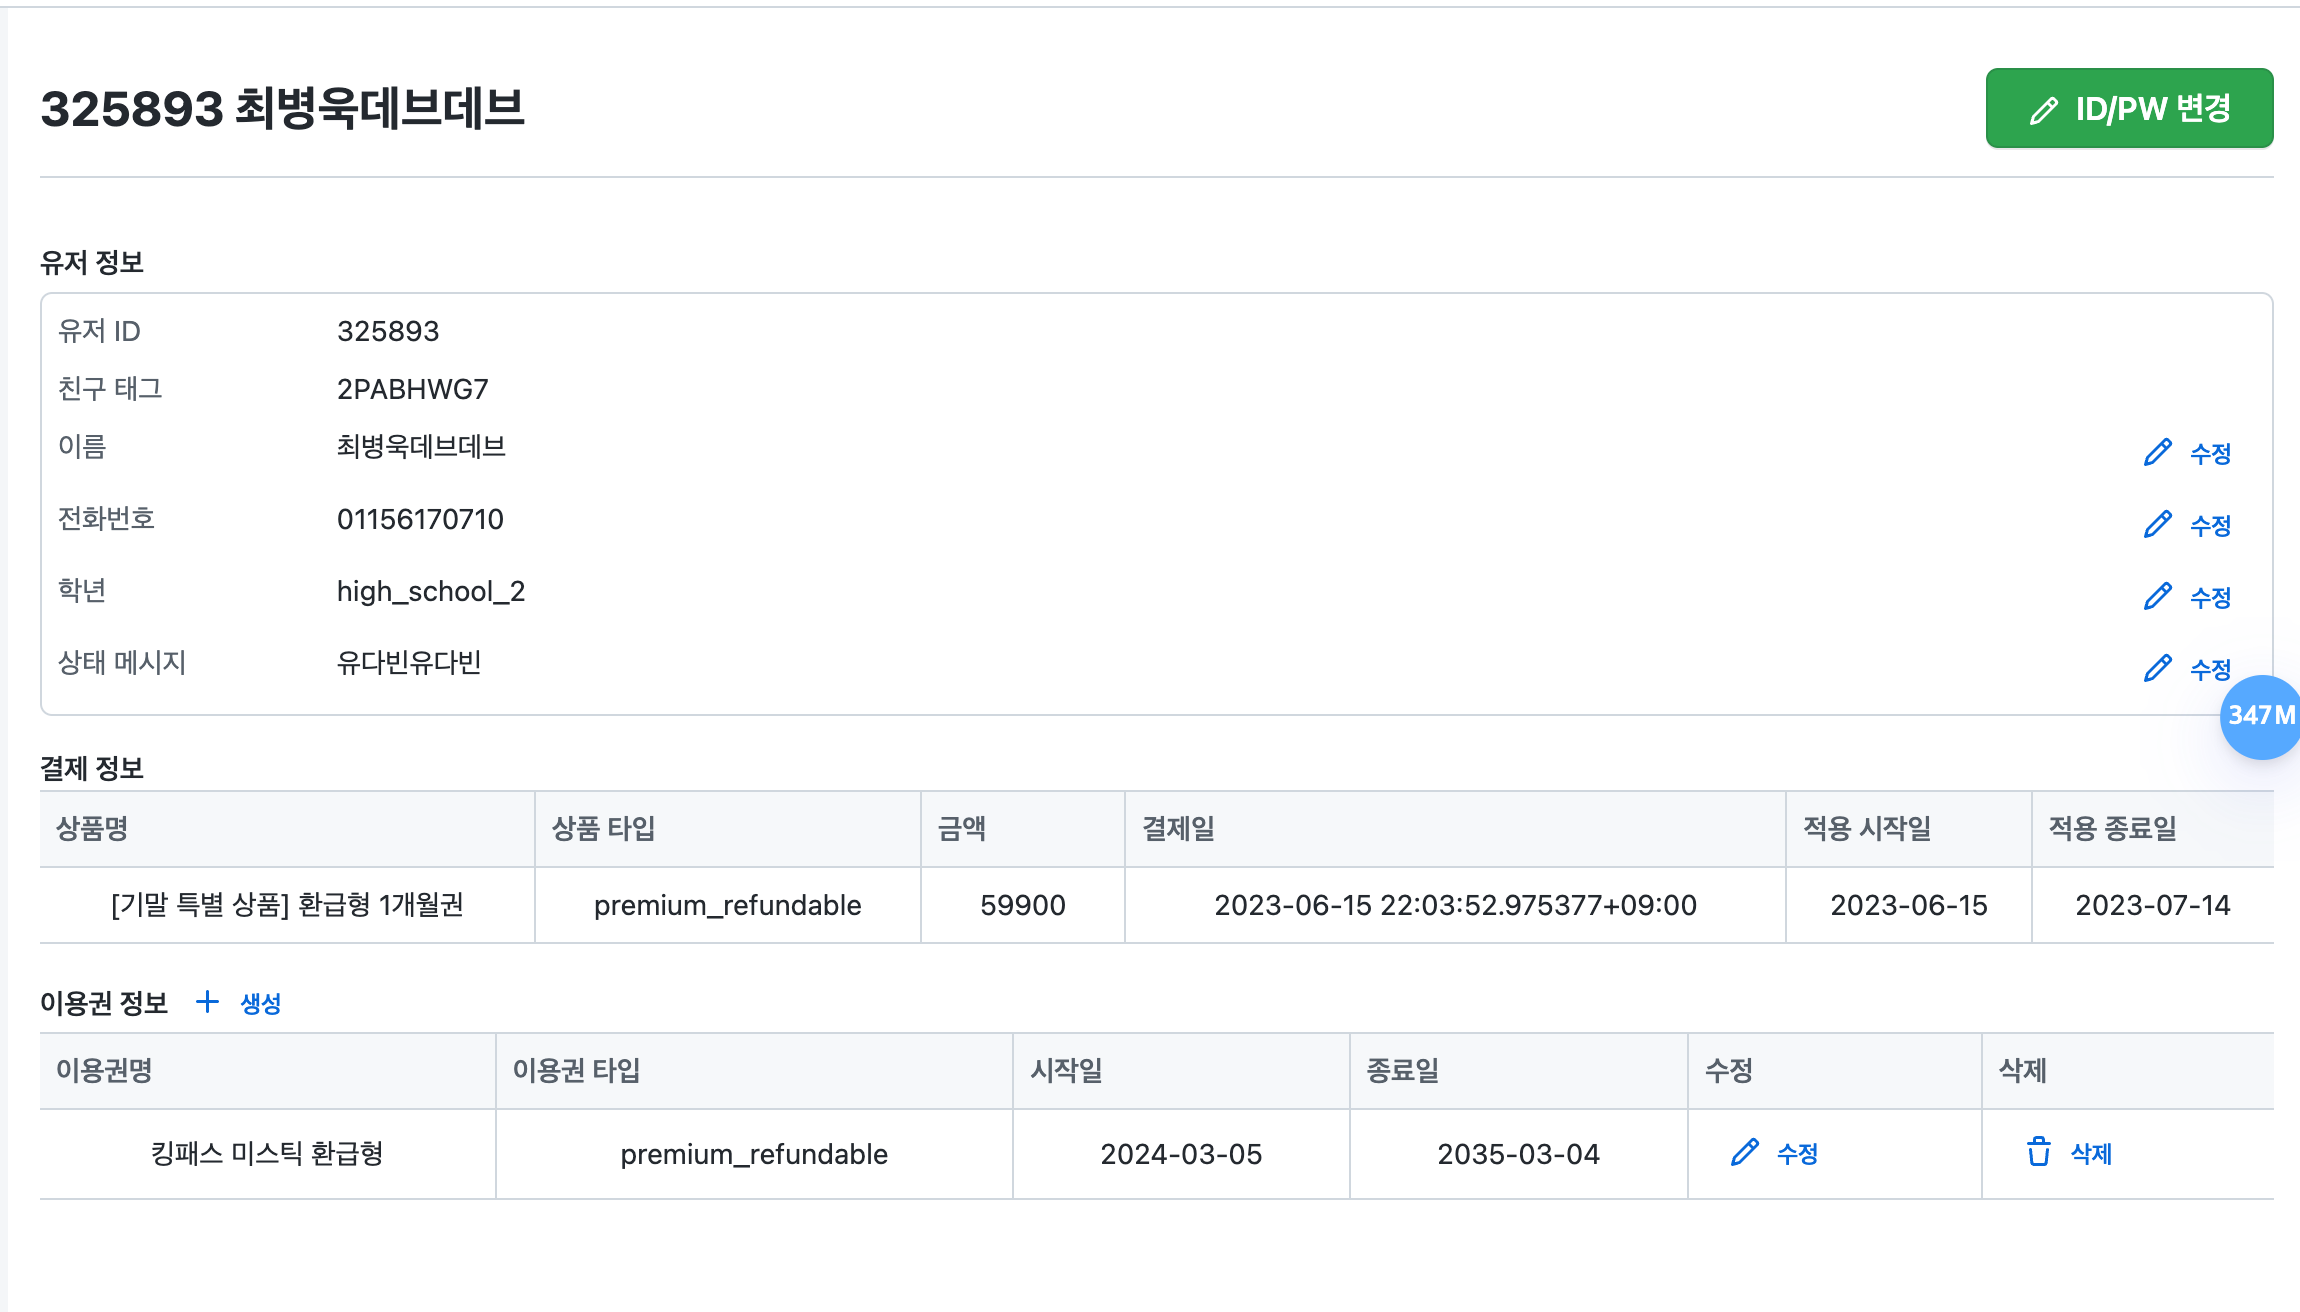 325893 최병욱데브데브
ID/PW 변경
유저 정보
유저 ID 325893
친구 태그 2PABHWG7
이름 최병욱데브데브 수정
전화번호 01156170710 수정
학년 high_school_2 수정
상태 메시지 유다빈유다빈 수정
347M
결제 정보
상품명 상품 타입 금액 결제일 적용 시작일 적용 종료일
[기말 특별 상품] 환급형 1개월권 premium_refundable 59900 2023-06-15 22:03:52.975377+09:00 2023-06-15 2023-07-14
이용권 정보 + 생성
이용권명 이용권 타입 시작일 종료일 수정 삭제
킹패스 미스틱 환급형 premium_refundable 2024-03-05 2035-03-04 수정 삭제